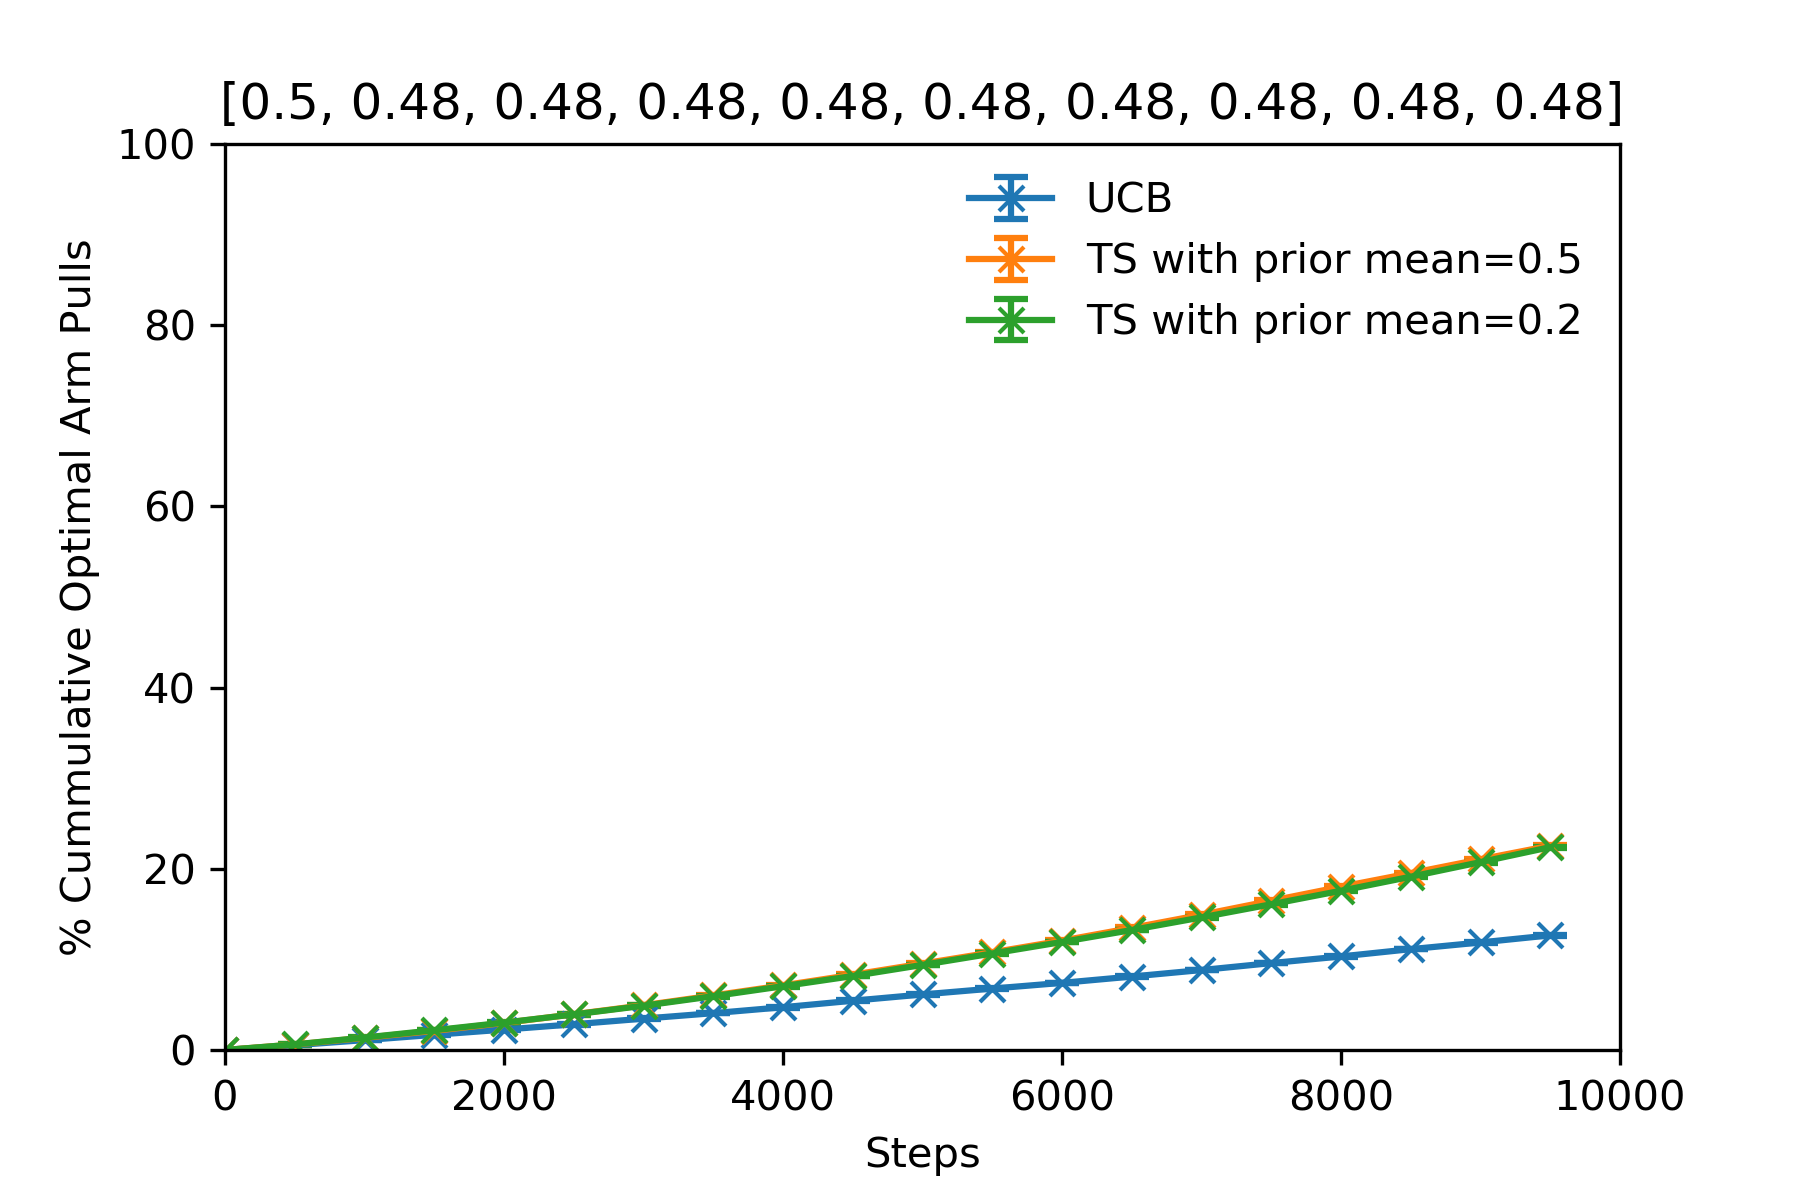 [0.5, 0.48, 0.48, 0.48, 0.48, 0.48, 0.48, 0.48, 0.48, 0.48]
% Cummulative Optimal Arm Pulls
100
80
60
40
20
0
UCB
TS with prior mean=0.5
TS with prior mean=0.2
0 2000 4000 6000 8000 10000
Steps